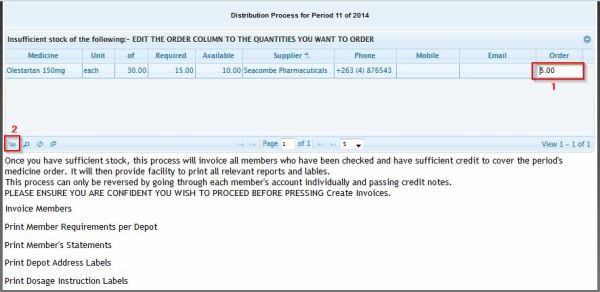 Distribution Process for Period 11 of 2014
Insufficient stock of the following:- EDIT THE ORDER COLUMN TO THE QUANTITIES YOU WANT TO ORDER
Medicine Unit of Required Available Supplier Phone Mobile Email Order
Olestartan 150mg each 30.00 15.00 10.00 Seacombe Pharmacuticals +263 (4) 876543 5.00
1
2
Page 1 of 1 5 View 1 - 1 of 1
Once you have sufficient stock, this process will invoice all members who have been checked and have sufficient credit to cover the period's
medicine order. It will then provide facility to print all relevant reports and lables.
This process can only be reversed by going through each member's account individually and passing credit notes.
PLEASE ENSURE YOU ARE CONFIDENT YOU WISH TO PROCEED BEFORE PRESSING Create Invoices.
Invoice Members
Print Member Requirements per Depot
Print Member's Statements
Print Depot Address Labels
Print Dosage Instruction Labels